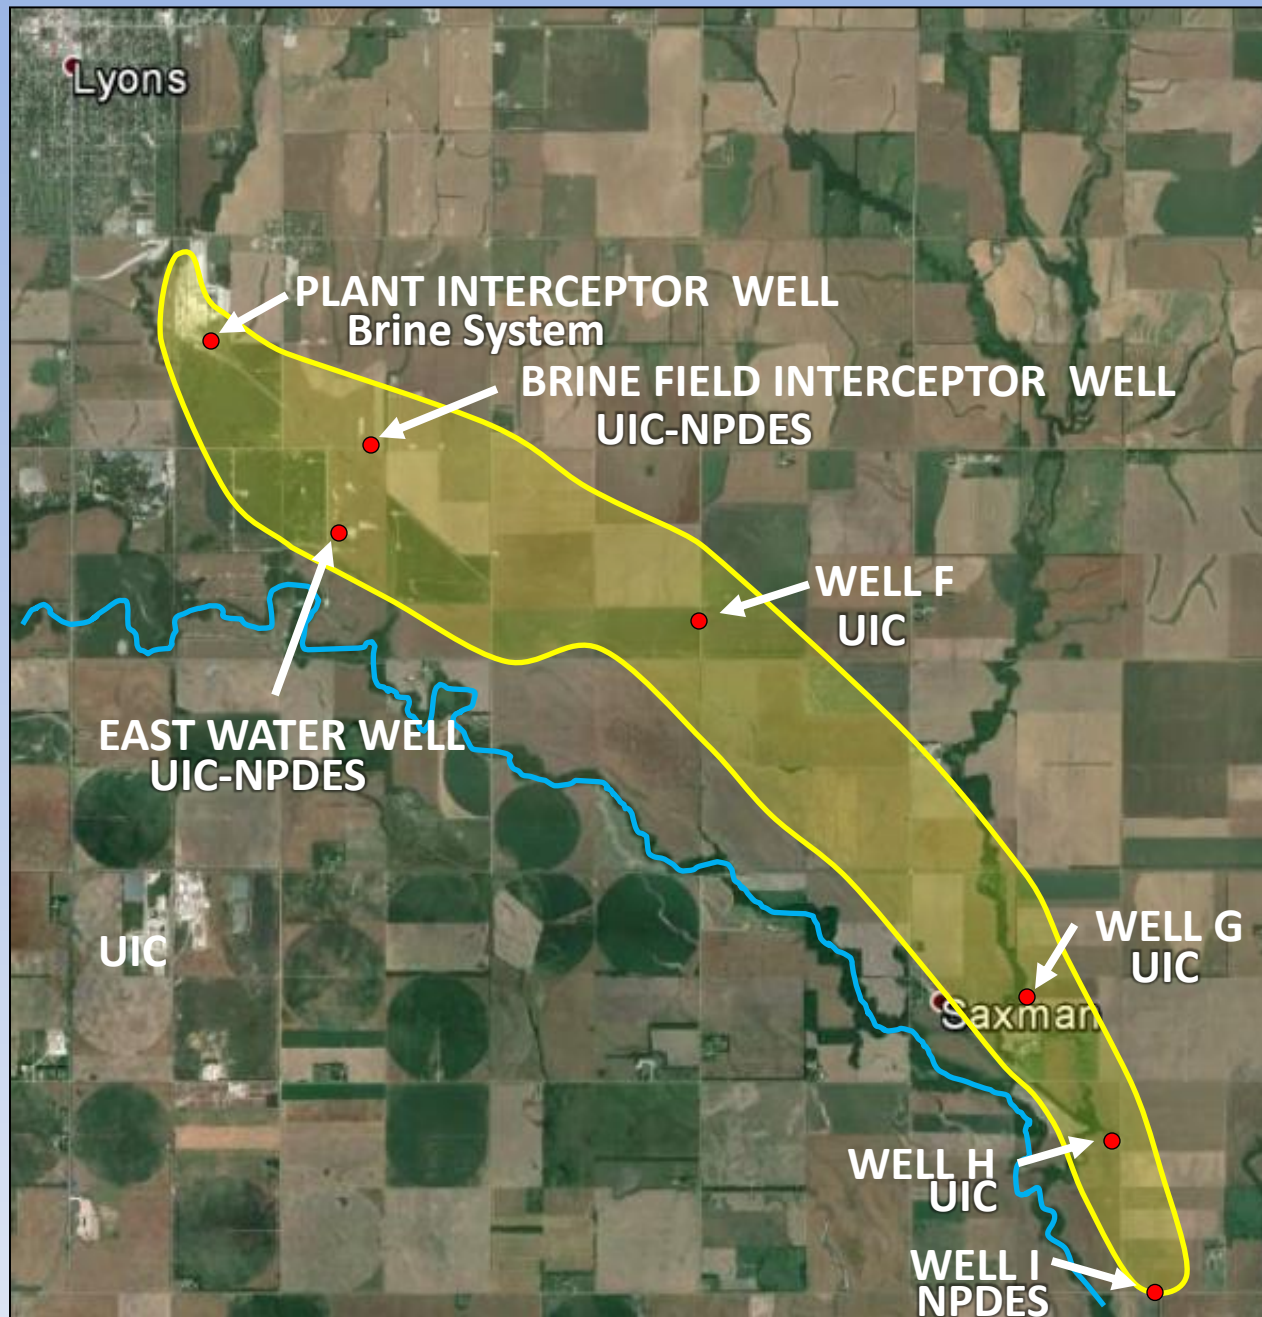 Lyons
PLANT INTERCEPTOR WELL
Brine System
BRINE FIELD INTERCEPTOR WELL
UIC-NPDES
WELL F
UIC
EAST WATER WELL
UIC-NPDES
WELL G
UIC
UIC
Saxman
WELL H
UIC
WELL I
NPDES